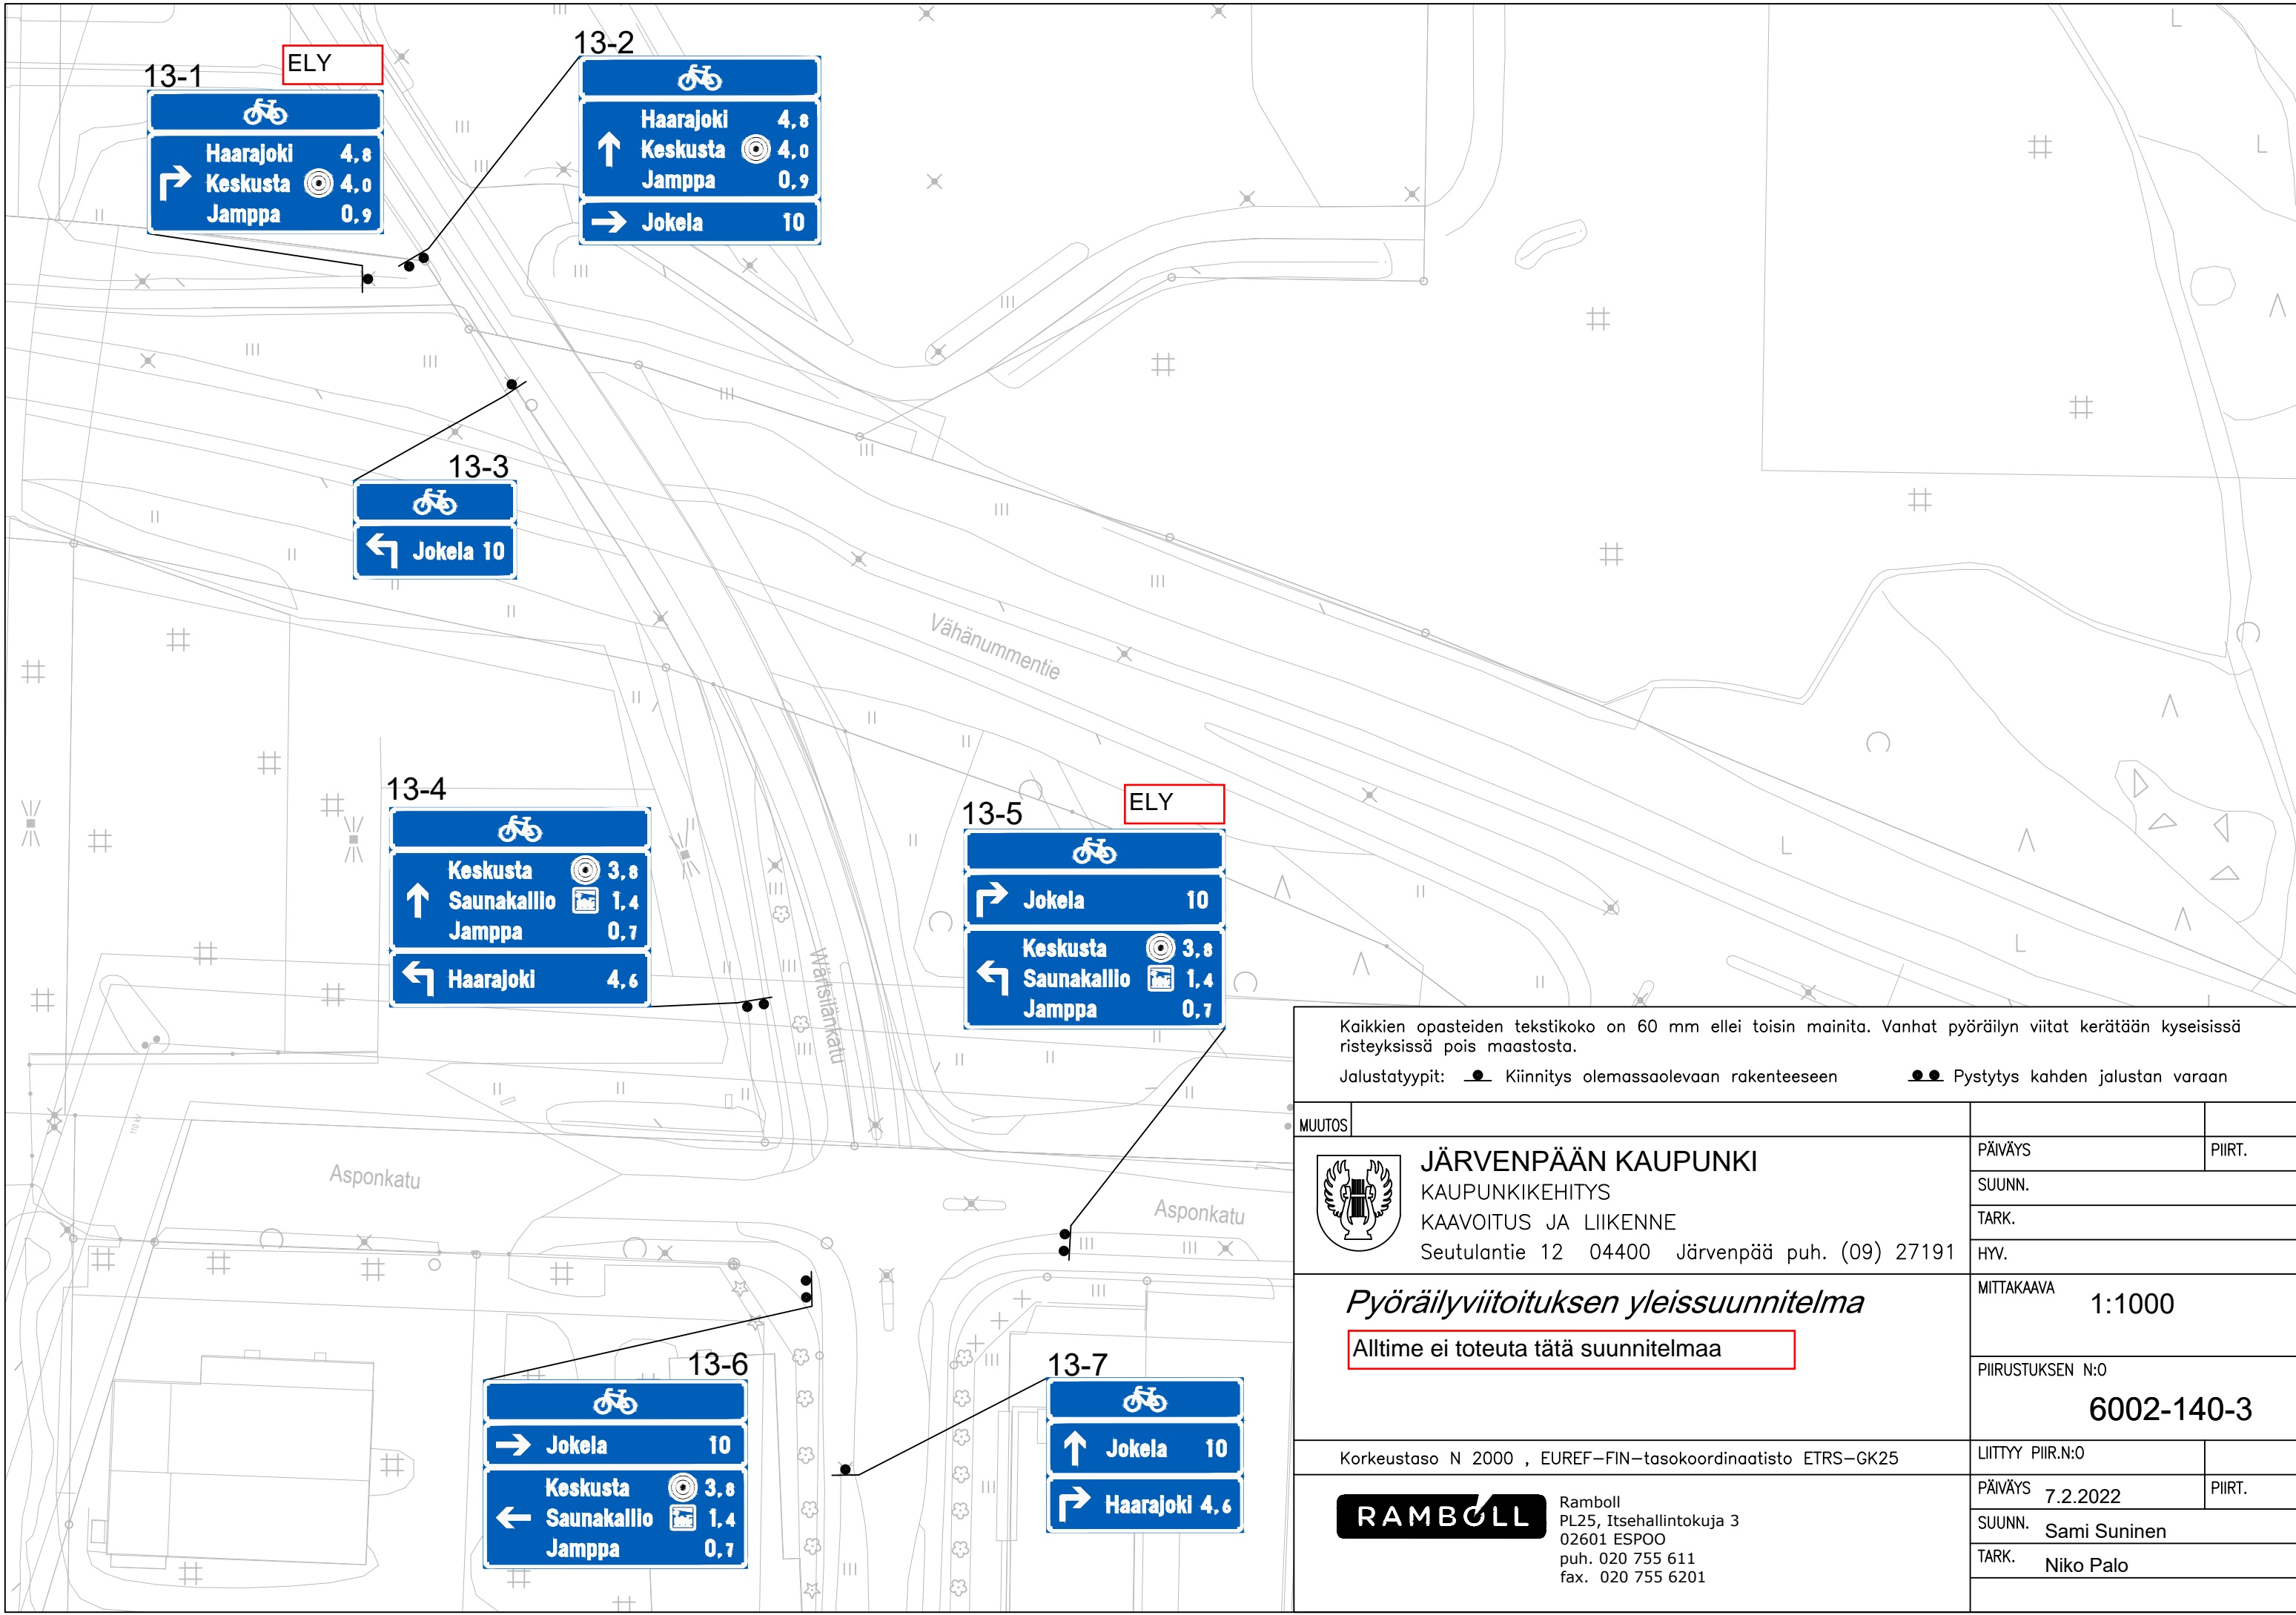 13-1
ELY
Haarajoki 4,8
Keskusta 4,0
Jamppa 0,9
13-2
Haarajoki 4,8
Keskusta 4,0
Jamppa 0,9
Jokela 10
13-3
Jokela 10
Vähänummentie
13-4
Keskusta 3,8
Saunakallio 1,4
Jamppa 0,7
Haarajoki 4,6
13-5
ELY
Jokela 10
Keskusta 3,8
Saunakallio 1,4
Jamppa 0,7
Wärtsilänkatu
110 kV
Asponkatu
Asponkatu
13-6
Jokela 10
Keskusta 3,8
Saunakallio 1,4
Jamppa 0,7
13-7
Jokela 10
Haarajoki 4,6
Kaikkien opasteiden tekstikoko on 60 mm ellei toisin mainita. Vanhat pyöräilyn viitat kerätään kyseisissä
risteyksissä pois maastosta.
Jalustatyypit: Kiinnitys olemassaolevaan rakenteeseen Pystytys kahden jalustan varaan
MUUTOS
JÄRVENPÄÄN KAUPUNKI
KAUPUNKIKEHITYS
KAAVOITUS JA LIIKENNE
Seutulantie 12 04400 Järvenpää puh. (09) 27191
PÄIVÄYS PIIRT.
SUUNN.
TARK.
HYV.
Pyöräilyviitoituksen yleissuunnitelma
Alltime ei toteuta tätä suunnitelmaa
MITTAKAAVA
1:1000
PIIRUSTUKSEN N:O
6002-140-3
Korkeustaso N 2000 , EUREF-FIN-tasokoordinaatisto ETRS-GK25
LIITTYY PIIR.N:O
RAMBOLL
Ramboll
PL25, Itsehallintokuja 3
02601 ESPOO
puh. 020 755 611
fax. 020 755 6201
PÄIVÄYS 7.2.2022 PIIRT.
SUUNN. Sami Suninen
TARK. Niko Palo